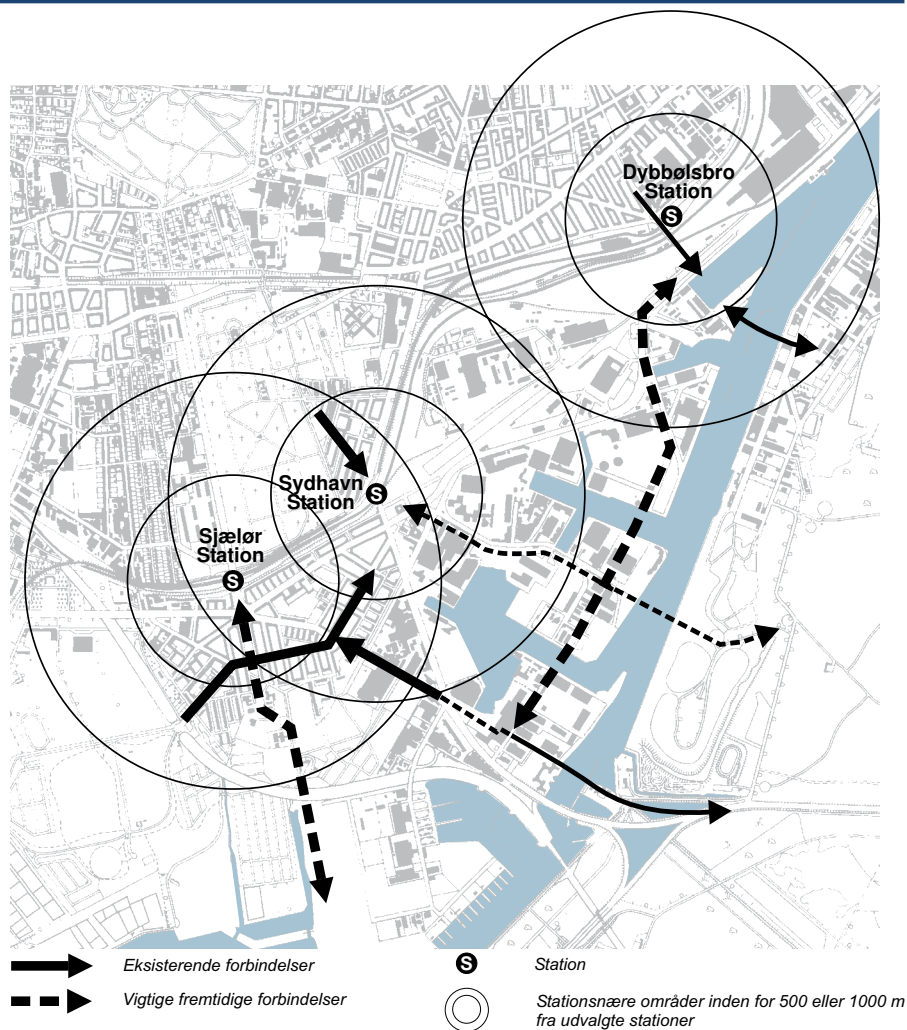 Dybbølsbro
Station
S
Sydhavn
Station
S
Sjælør
Station
S
Eksisterende forbindelser
S
Station
Vigtige fremtidige forbindelser
Stationsnære områder inden for 500 eller 1000 m
fra udvalgte stationer